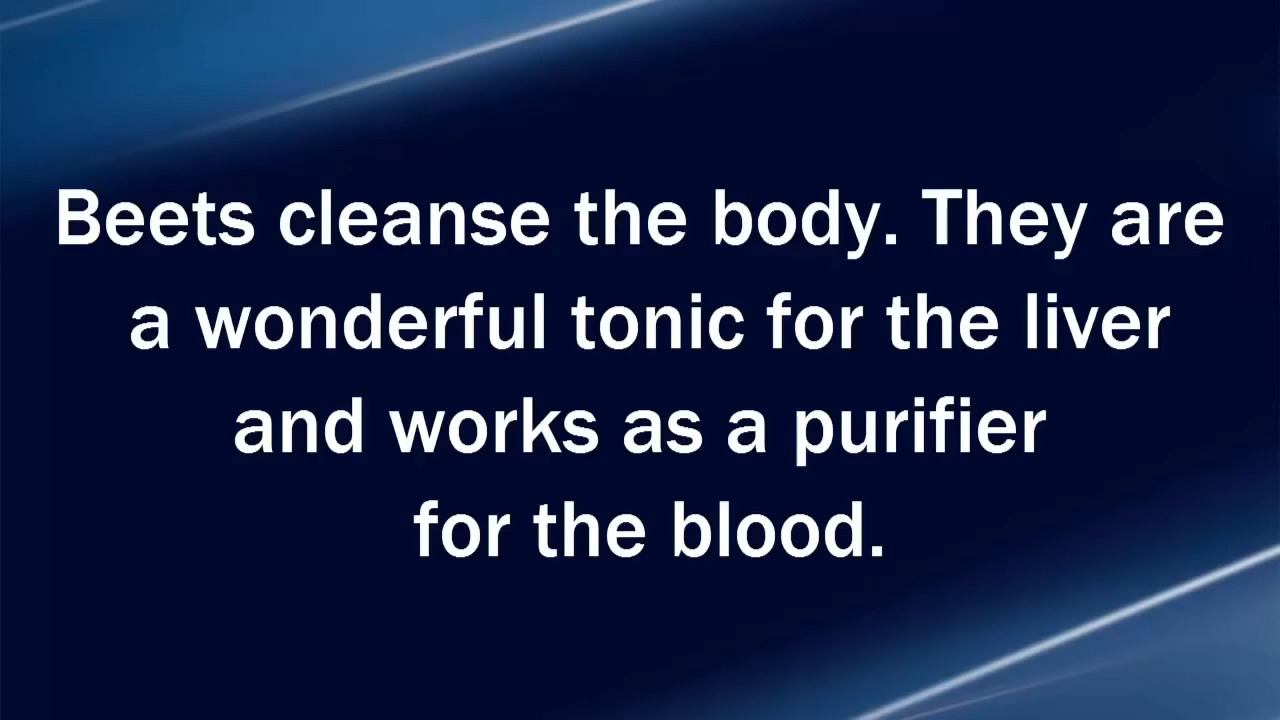 Beets cleanse the body. They are
a wonderful tonic for the liver
and works as a purifier
for the blood.